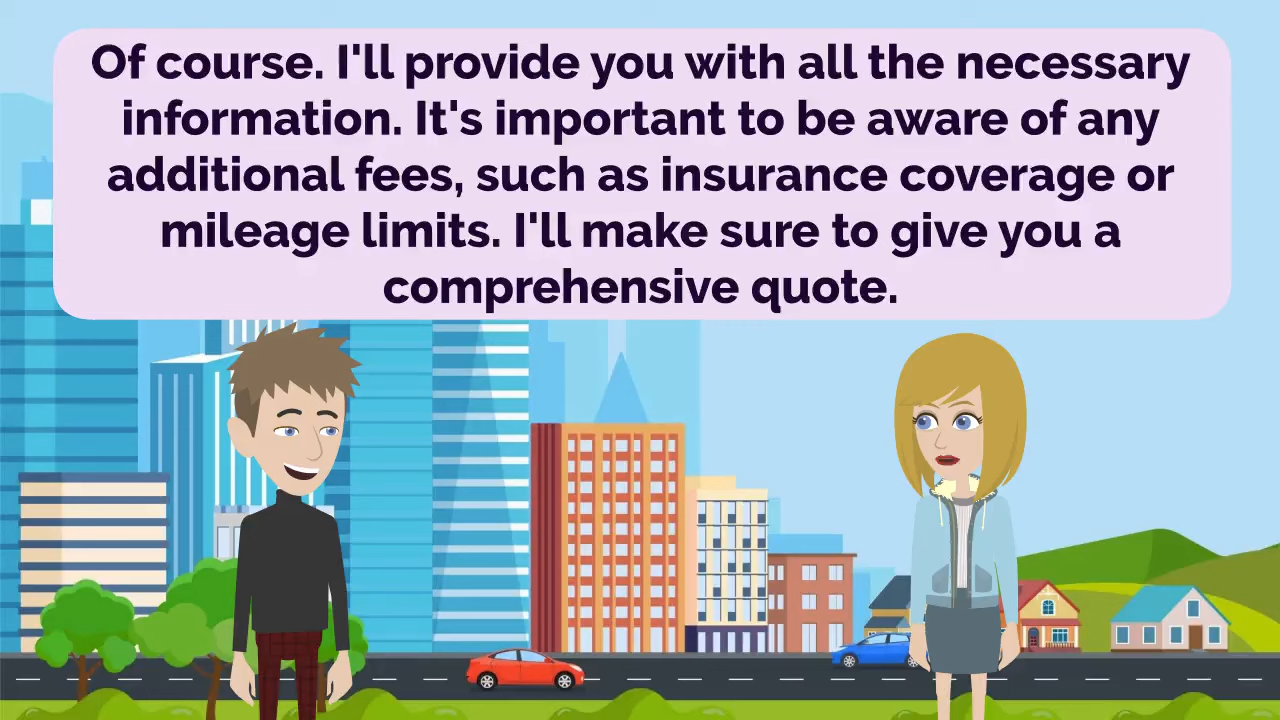 Of course. I'll provide you with all the necessary
information. It's important to be aware of any
additional fees, such as insurance coverage or
mileage limits. I'll make sure to give you a
comprehensive quote.